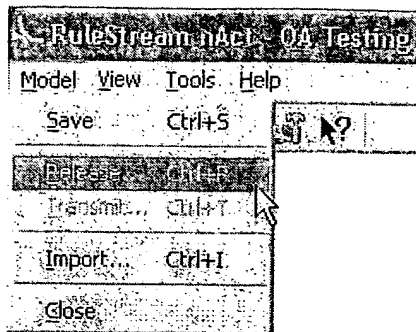 RuleStream nAct - QA Testing
Model View Tools Help
Save Ctrl+S
Release Ctrl+R
Transmit... Ctrl+T
Import... Ctrl+I
Close